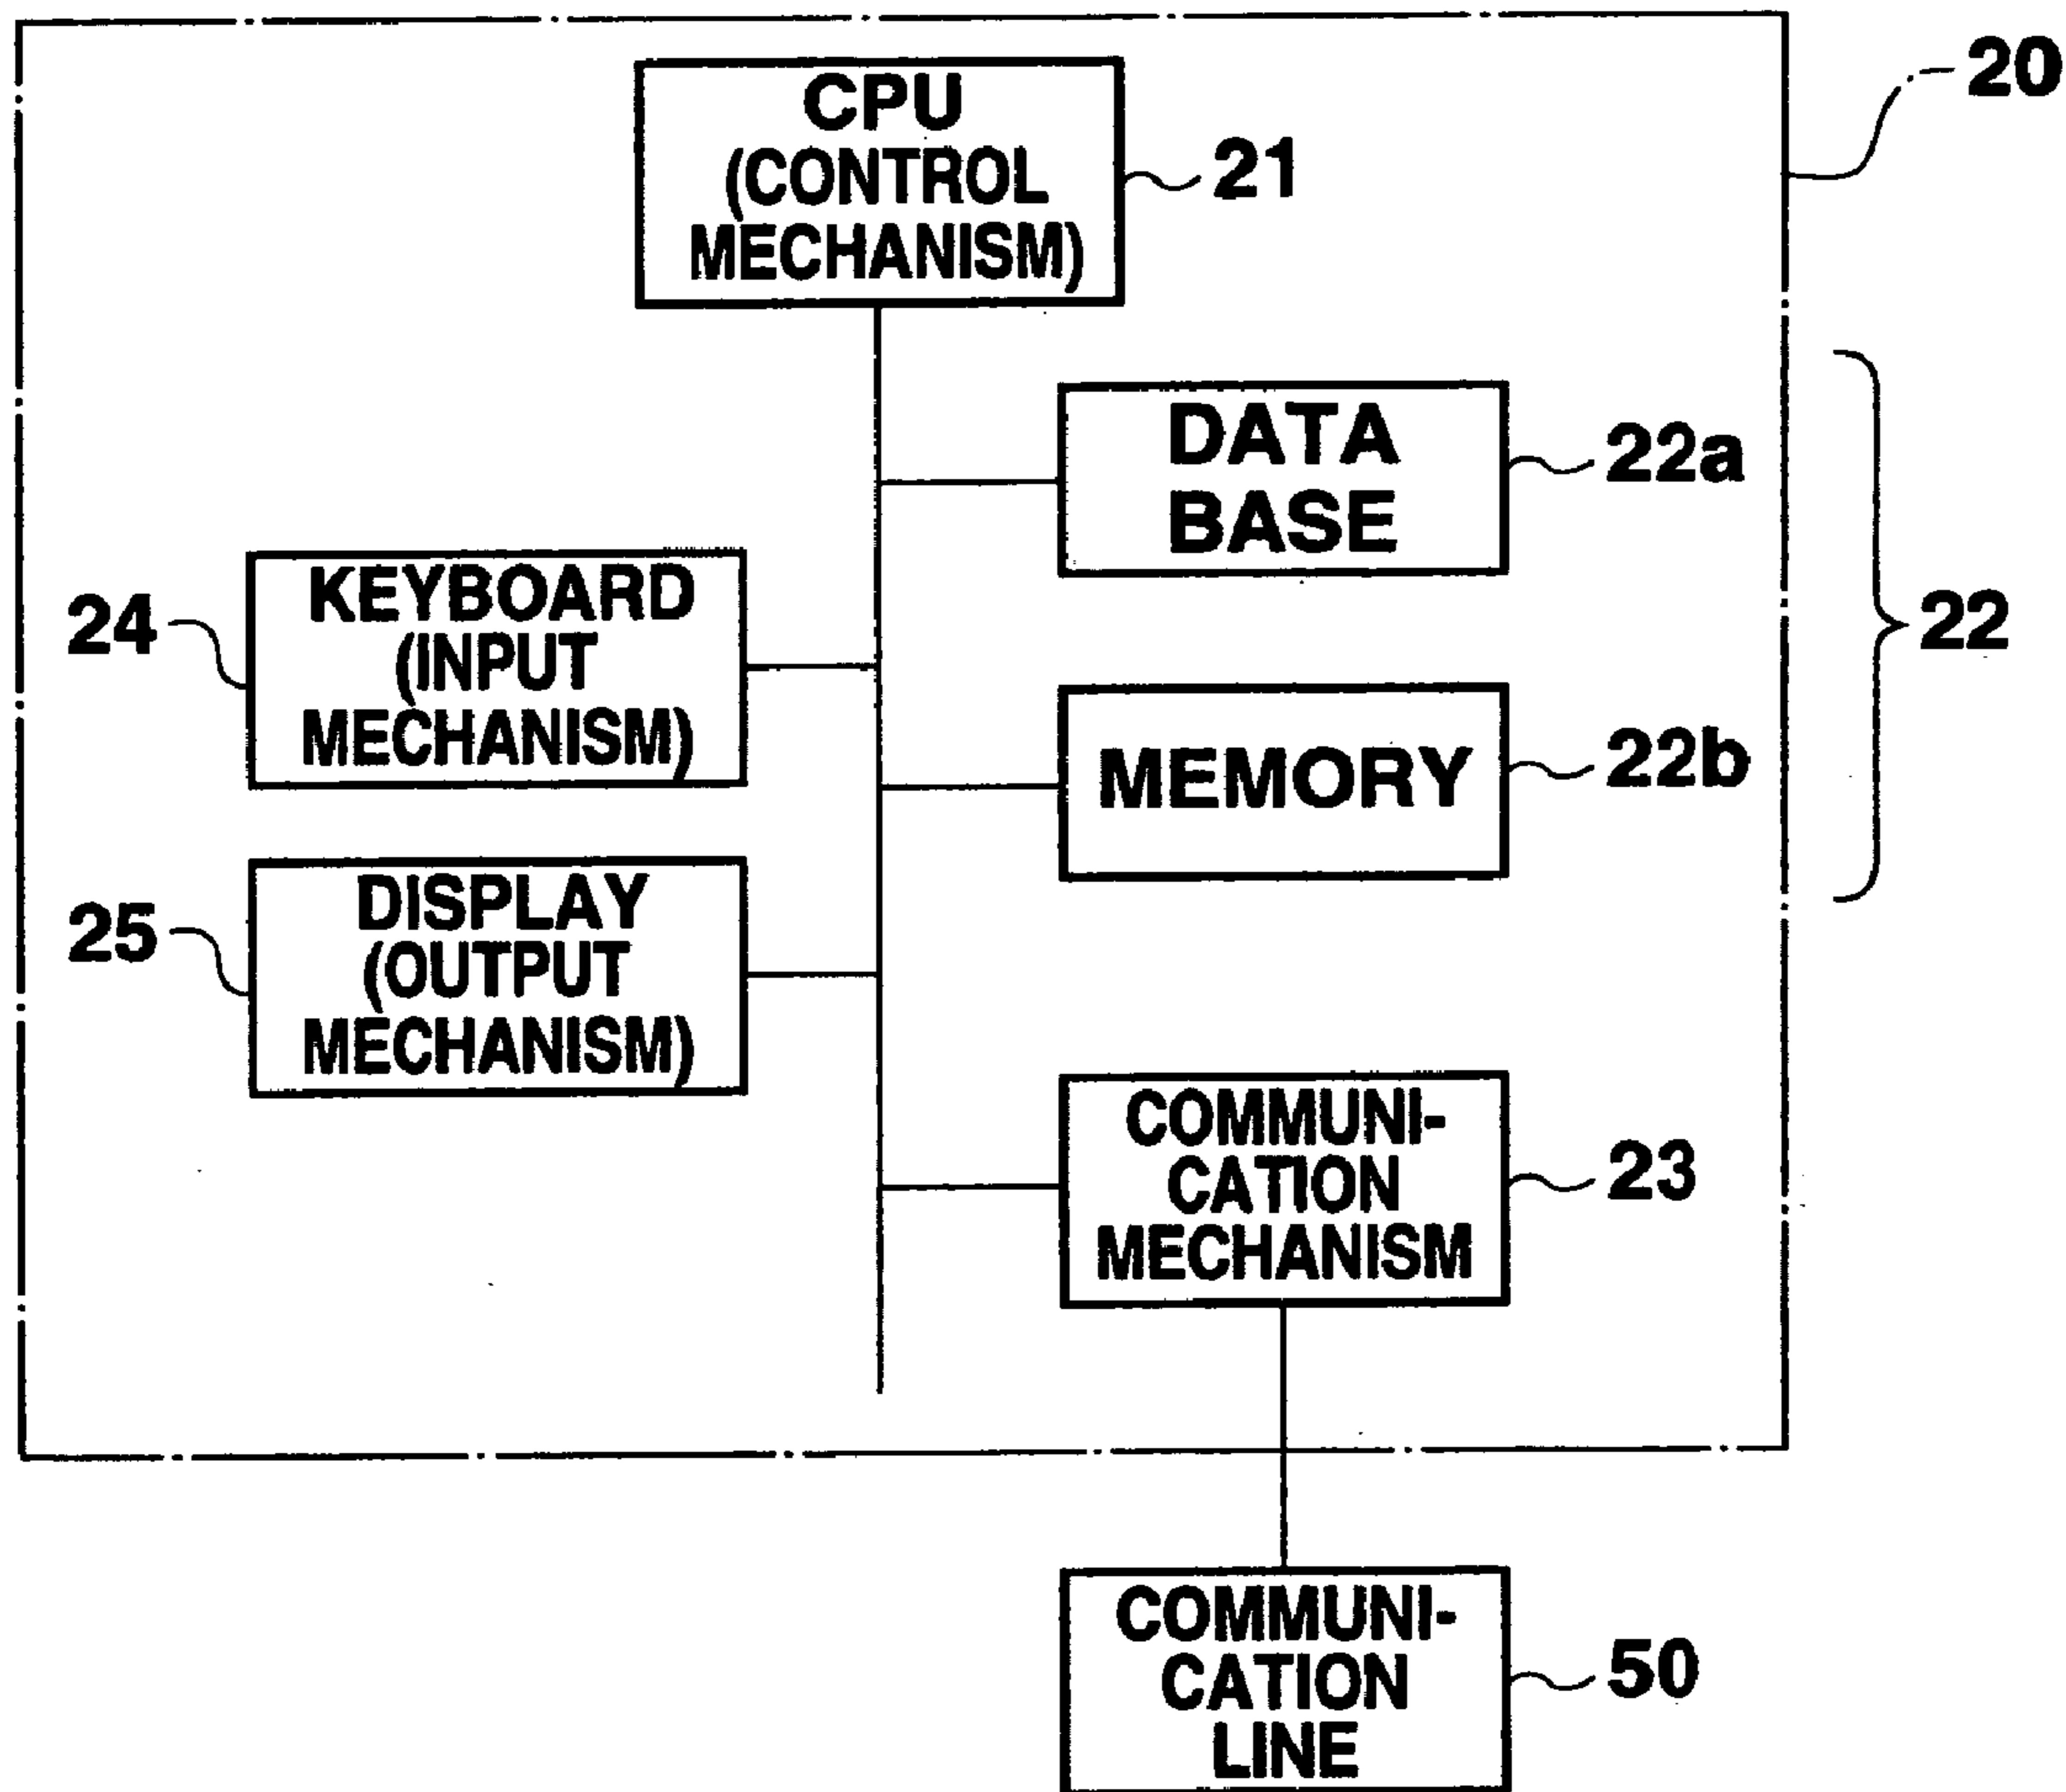 20
CPU
(CONTROL
MECHANISM)
21
DATA
BASE
22a
KEYBOARD
(INPUT
MECHANISM)
24
22
MEMORY
22b
DISPLAY
(OUTPUT
MECHANISM)
25
COMMUNI-
CATION
MECHANISM
23
COMMUNI-
CATION
LINE
50